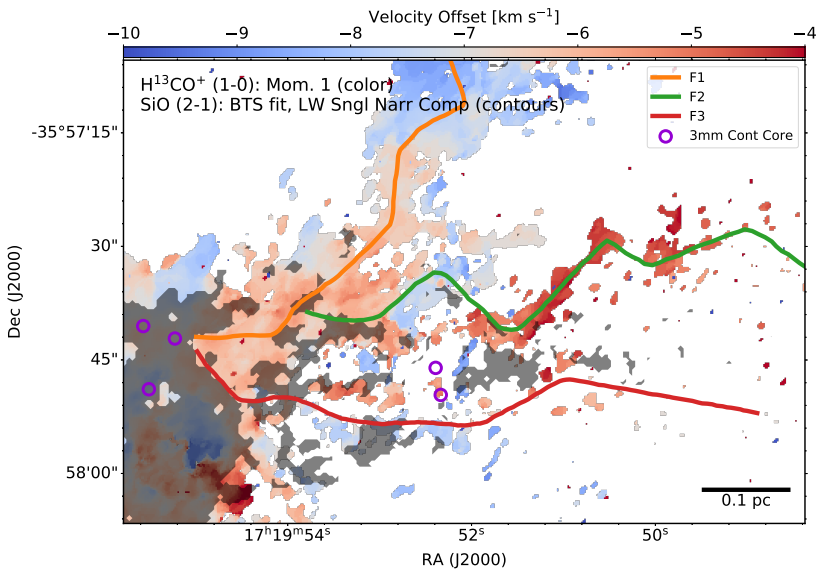 Velocity Offset [km s⁻¹]
−10 −9 −8 −7 −6 −5 −4
H¹³CO⁺ (1-0): Mom. 1 (color)
SiO (2-1): BTS fit, LW Sngl Narr Comp (contours)
F1
F2
F3
3mm Cont Core
-35°57'15"
30"
45"
58'00"
Dec (J2000)
0.1 pc
17ʰ19ᵐ54ˢ 52ˢ 50ˢ
RA (J2000)